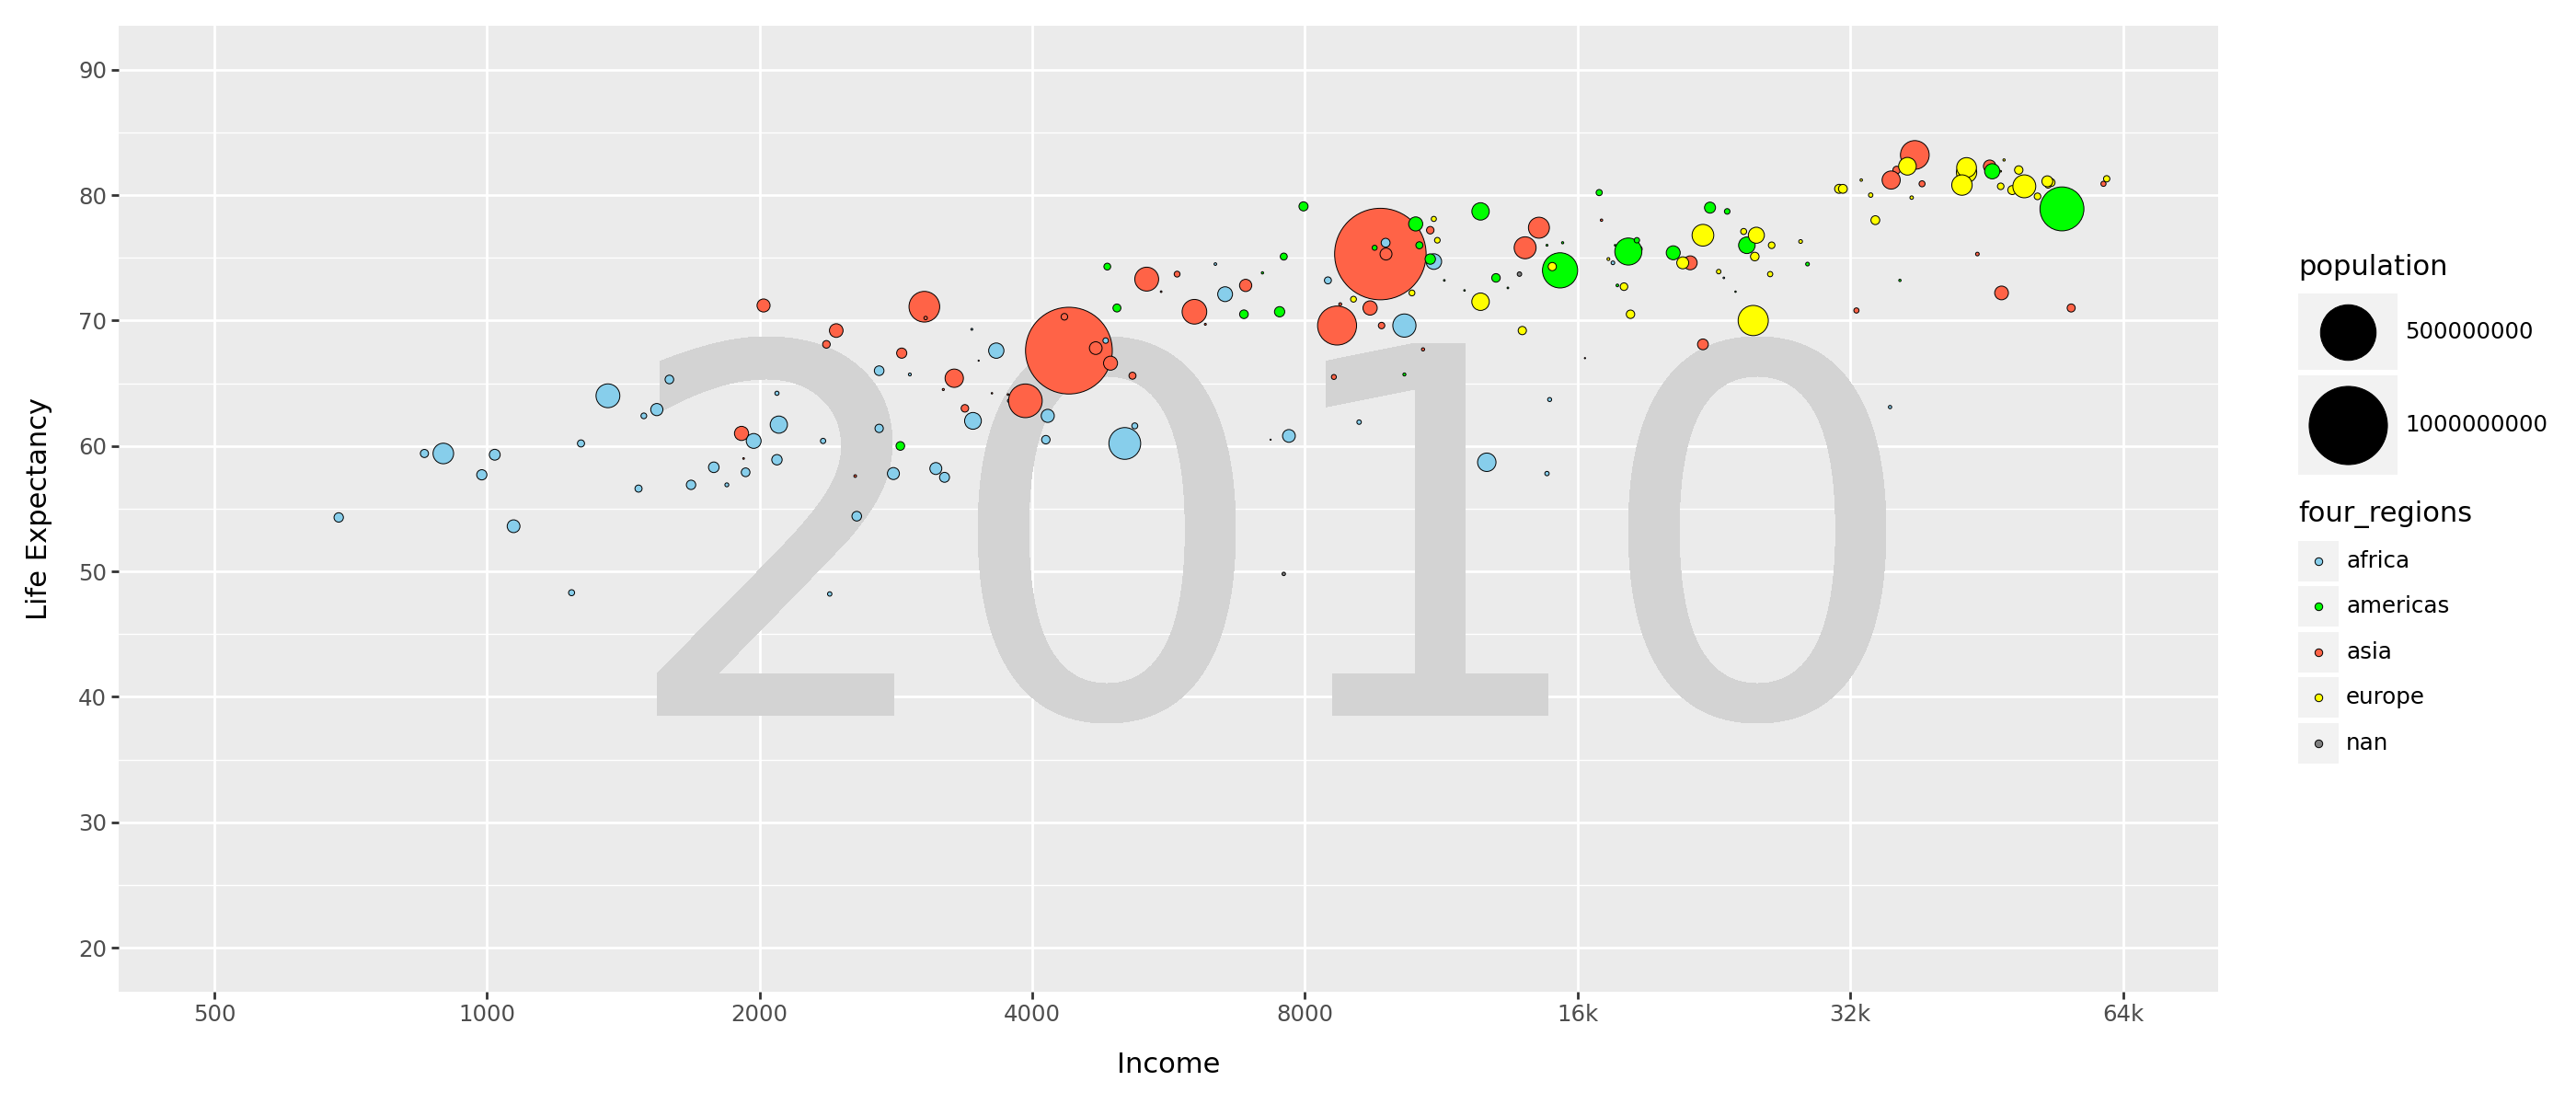 90
80
70
60
50
40
30
20
Life Expectancy
2010
500 1000 2000 4000 8000 16k 32k 64k
Income
population
500000000
1000000000
four_regions
africa
americas
asia
europe
nan